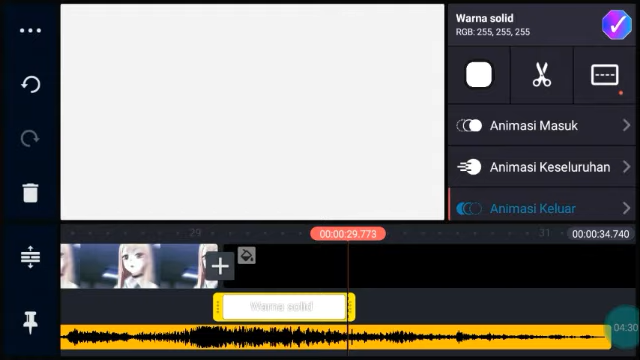 Warna solid
RGB: 255, 255, 255
Animasi Masuk
Animasi Keseluruhan
Animasi Keluar
29
00:00:29.773
31
00:00:34.740
Warna solid
04:30